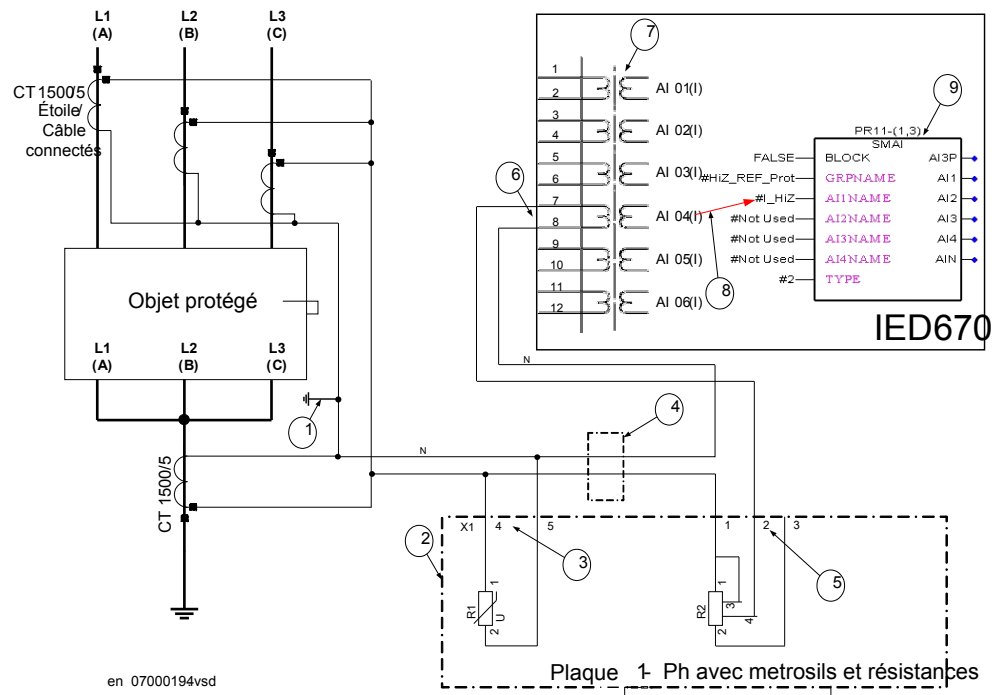 L1 L2 L3
(A) (B) (C)
CT 1500/5
Étoile/
Câble
connectés
Objet protégé
L1 L2 L3
(A) (B) (C)
1
N
CT 1500/5
en 07000194vsd
7
9
1
2
AI 01(I)
3
4
AI 02(I)
5
6
AI 03(I)
7
8
AI 04(I)
9
10
AI 05(I)
11
12
AI 06(I)
6
8
PR11-(1,3)
SMAI
FALSE BLOCK AI3P
#HiZ_REF_Prot GRPNAME AI1
#I_HiZ AI1NAME AI2
#Not Used AI2NAME AI3
#Not Used AI3NAME AI4
#Not Used AI4NAME AIN
#2 TYPE
IED670
N
4
X1 4 5 1 2 3
2
3
5
R1
U
1
2
R2
1
3
4
2
Plaque 1- Ph avec metrosils et résistances